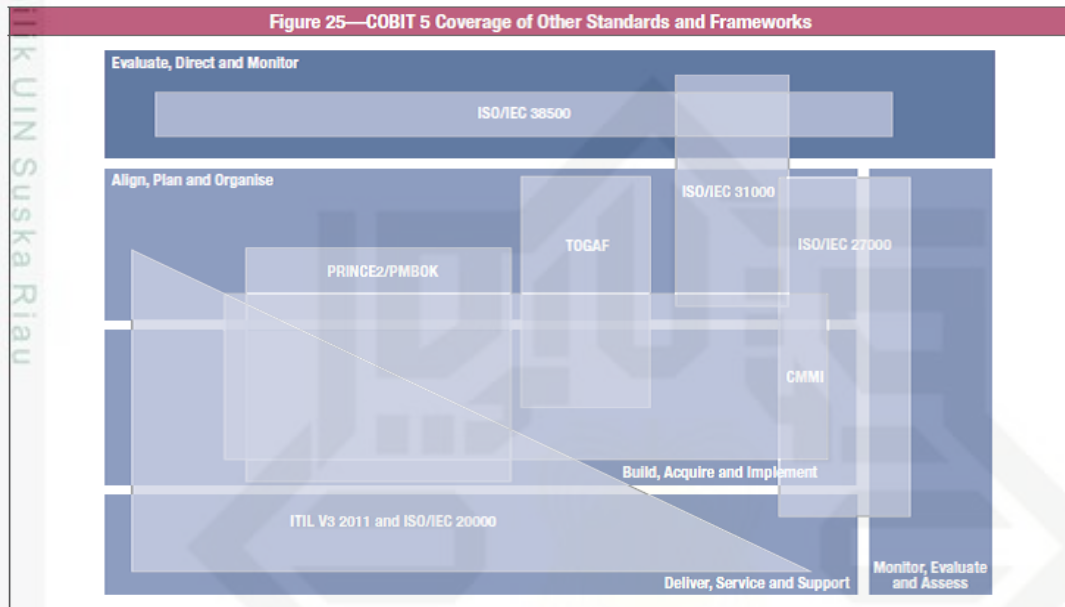 Figure 25—COBIT 5 Coverage of Other Standards and Frameworks
Evaluate, Direct and Monitor
ISO/IEC 38500
Align, Plan and Organise
ISO/IEC 31000
TOGAF
ISO/IEC 27000
PRINCE2/PMBOK
CMMI
Build, Acquire and Implement
ITIL V3 2011 and ISO/IEC 20000
Deliver, Service and Support
Monitor, Evaluate
and Assess
UIN Suska Riau